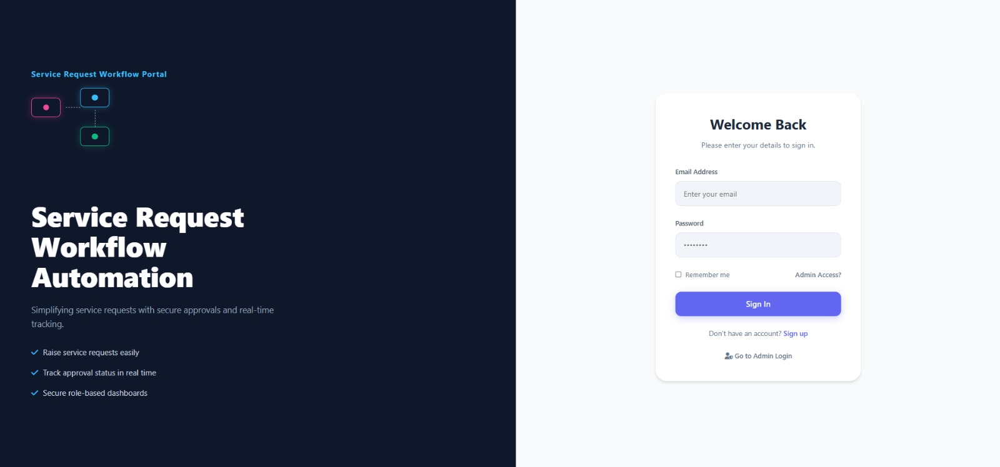 Service Request Workflow Portal
Service Request
Workflow
Automation
Simplifying service requests with secure approvals and real-time
tracking.
Raise service requests easily
Track approval status in real time
Secure role-based dashboards
Welcome Back
Please enter your details to sign in.
Email Address
Enter your email
Password
••••••••
Remember me
Admin Access?
Sign In
Don't have an account? Sign up
Go to Admin Login